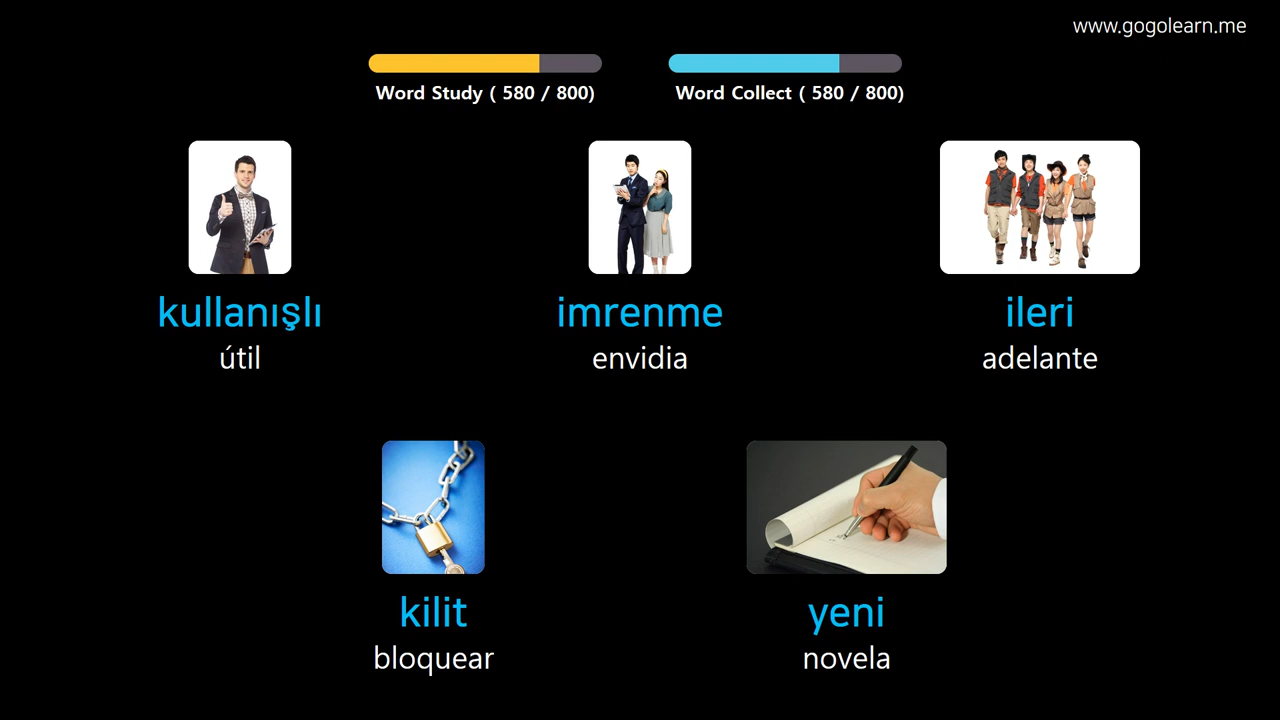 www.gogolearn.me
Word Study ( 580 / 800)
Word Collect ( 580 / 800)
kullanışlı
útil
imrenme
envidia
ileri
adelante
kilit
bloquear
yeni
novela